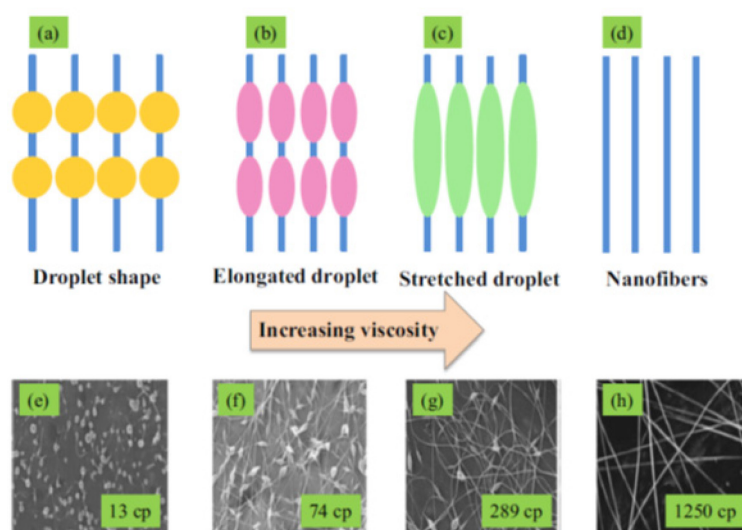 (a) (b) (c) (d)
Droplet shape Elongated droplet Stretched droplet Nanofibers
Increasing viscosity
(e) (f) (g) (h)
13 cp 74 cp 289 cp 1250 cp